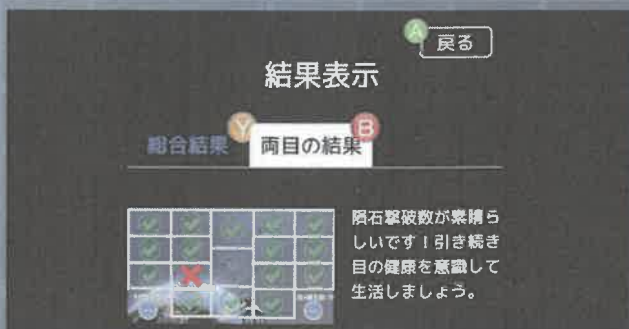 A
戻る
結果表示
Y
B
総合結果
両目の結果
隕石撃破数が素晴ら
しいです！引き続き
目の健康を意識して
生活しましょう。